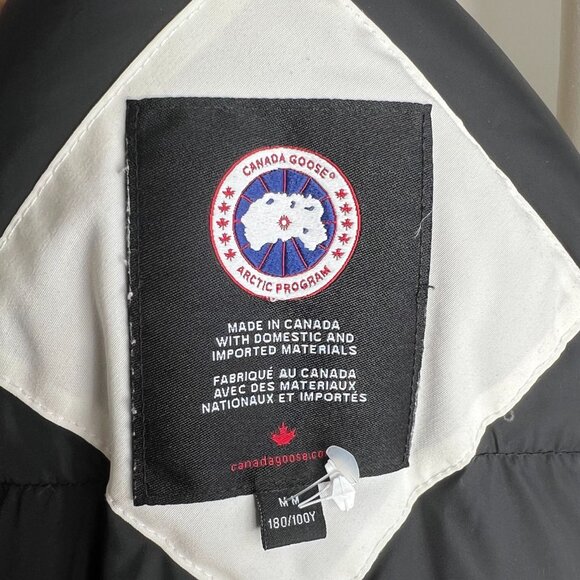 CANADA GOOSE®
ARCTIC PROGRAM
MADE IN CANADA
WITH DOMESTIC AND
IMPORTED MATERIALS
FABRIQUÉ AU CANADA
AVEC DES MATERIAUX
NATIONAUX ET IMPORTÉS
canadagoose.co
M M
180/100Y